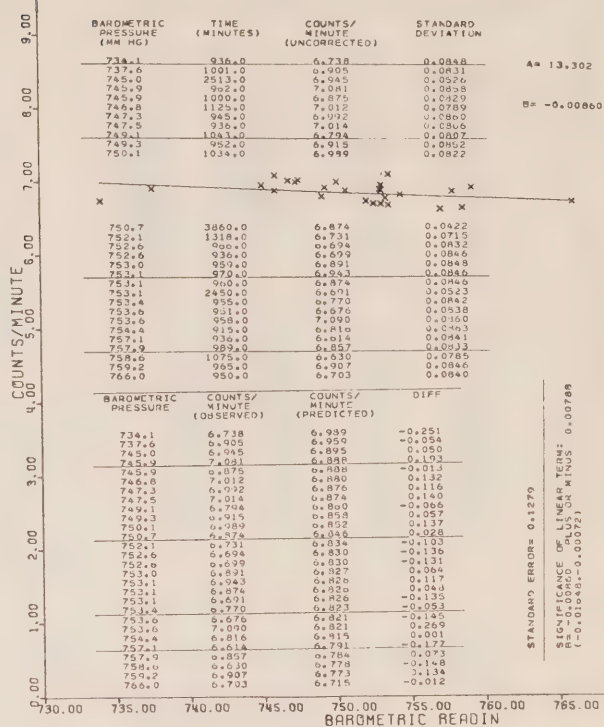 BAROMETRIC PRESSURE (MM HG) TIME (MINUTES) COUNTS/ MINUTE (UNCORRECTED) STANDARD DEVIATION
734.1 936.0 6.738 0.0848
737.6 1001.0 6.905 0.0831
745.0 2513.0 6.945 0.0526
745.9 962.0 7.081 0.0858
745.9 1000.0 6.875 0.0829
746.8 1125.0 7.012 0.0789
747.3 945.0 6.992 0.0860
747.5 936.0 7.014 0.0866
749.1 1043.0 6.794 0.0807
749.3 952.0 6.915 0.0852
750.1 1034.0 6.989 0.0822
A= 13.302
B= -0.00860
750.7 3860.0 6.874 0.0422
752.1 1318.0 6.731 0.0715
752.6 900.0 6.694 0.0832
752.6 936.0 6.699 0.0846
753.0 959.0 6.891 0.0848
753.1 970.0 6.943 0.0846
753.1 960.0 6.874 0.0846
753.1 2450.0 6.691 0.0523
753.4 955.0 6.770 0.0842
753.6 931.0 6.676 0.0538
753.6 958.0 7.090 0.0860
754.4 915.0 6.816 0.0863
757.1 936.0 6.614 0.0841
757.9 989.0 6.857 0.0833
758.6 1075.0 6.630 0.0785
759.2 965.0 6.907 0.0846
766.0 950.0 6.703 0.0840
BAROMETRIC PRESSURE COUNTS/ MINUTE (OBSERVED) COUNTS/ MINUTE (PREDICTED) DIFF
734.1 6.738 6.989 -0.251
737.6 6.905 6.959 -0.054
745.0 6.945 6.895 0.050
745.9 7.081 6.888 0.193
745.9 6.875 6.888 -0.013
746.8 7.012 6.880 0.132
747.3 6.992 6.876 0.116
747.5 7.014 6.874 0.140
749.1 6.794 6.860 -0.066
749.3 6.915 6.858 0.057
750.1 6.989 6.852 0.137
750.7 6.874 6.846 0.028
752.1 6.731 6.834 -0.103
752.6 6.694 6.830 -0.136
752.6 6.699 6.830 -0.131
753.0 6.891 6.827 0.064
753.1 6.943 6.826 0.117
753.1 6.874 6.826 0.048
753.1 6.691 6.826 -0.135
753.4 6.770 6.823 -0.053
753.6 6.676 6.821 -0.145
753.6 7.090 6.821 0.269
754.4 6.816 6.815 0.001
757.1 6.614 6.791 -0.177
757.9 6.857 6.784 0.073
758.6 6.630 6.778 -0.148
759.2 6.907 6.773 0.134
766.0 6.703 6.715 -0.012
STANDARD ERROR= 0.1279
SIGNIFICANCE OF LINEAR TERM:
B= -0.00860 PLUS OR MINUS 0.00788
(-0.01648,-0.00072)
COUNTS/MINUTE
9.00
8.00
7.00
6.00
5.00
4.00
3.00
2.00
1.00
0.00
730.00 735.00 740.00 745.00 750.00 755.00 760.00 765.00
BAROMETRIC READIN